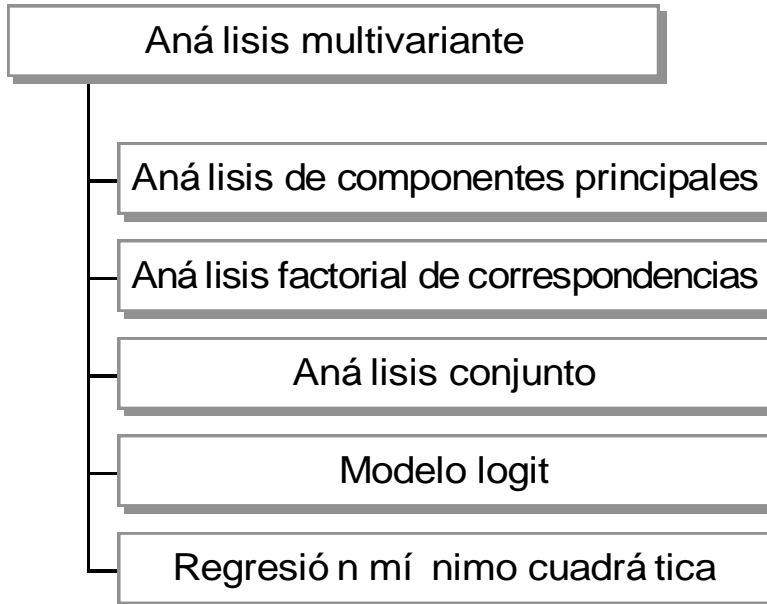 Aná lisis multivariante
Aná lisis de componentes principales
Aná lisis factorial de correspondencias
Aná lisis conjunto
Modelo logit
Regresió n mí nimo cuadrá tica